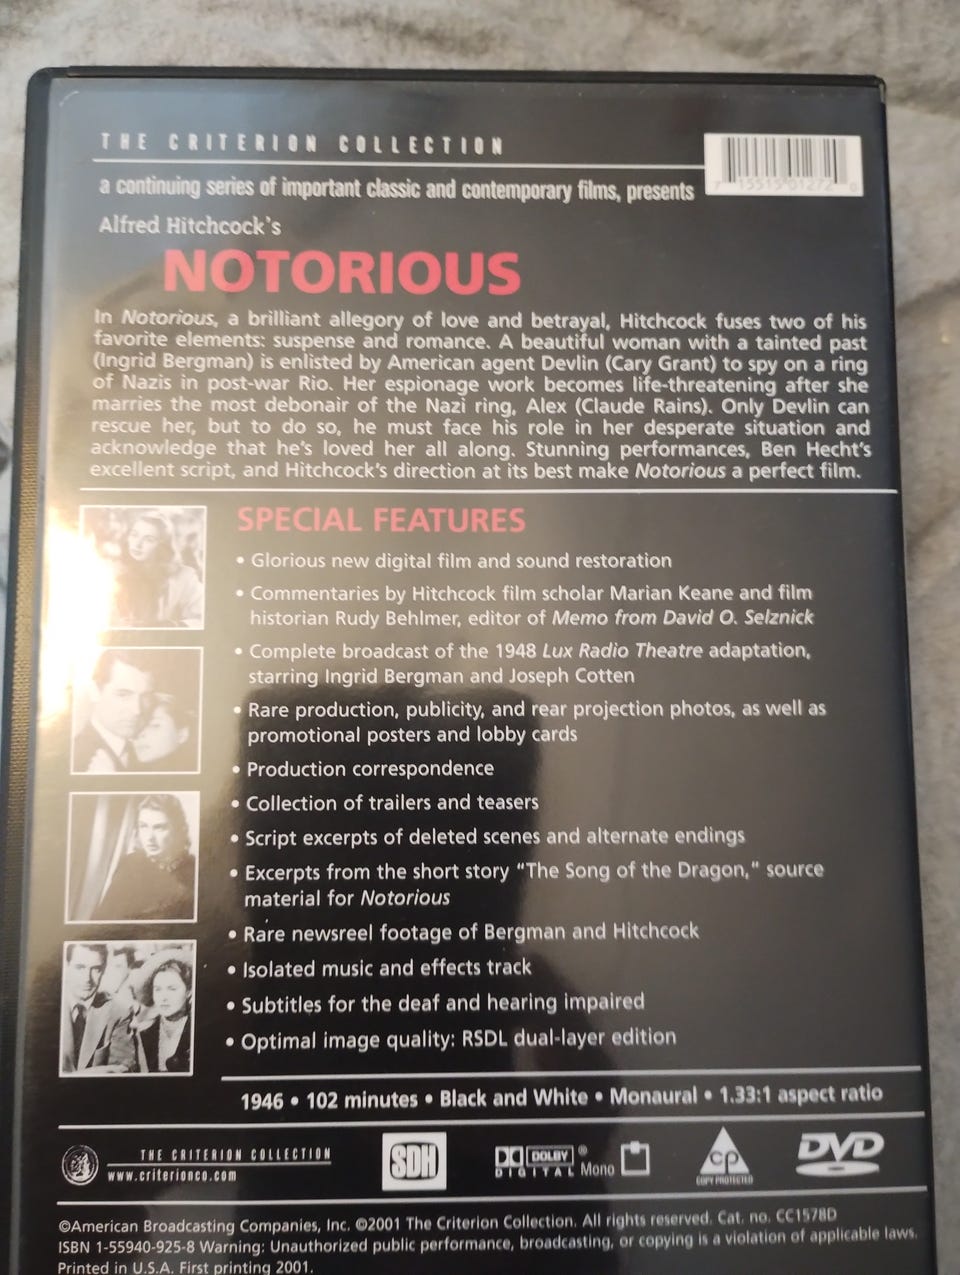 THE CRITERION COLLECTION
a continuing series of important classic and contemporary films, presents
7 15515 01272 0
Alfred Hitchcock's
NOTORIOUS
In Notorious, a brilliant allegory of love and betrayal, Hitchcock fuses two of his
favorite elements: suspense and romance. A beautiful woman with a tainted past
(Ingrid Bergman) is enlisted by American agent Devlin (Cary Grant) to spy on a ring
of Nazis in post-war Rio. Her espionage work becomes life-threatening after she
marries the most debonair of the Nazi ring, Alex (Claude Rains). Only Devlin can
rescue her, but to do so, he must face his role in her desperate situation and
acknowledge that he's loved her all along. Stunning performances, Ben Hecht's
excellent script, and Hitchcock's direction at its best make Notorious a perfect film.
SPECIAL FEATURES
• Glorious new digital film and sound restoration
• Commentaries by Hitchcock film scholar Marian Keane and film
historian Rudy Behlmer, editor of Memo from David O. Selznick
• Complete broadcast of the 1948 Lux Radio Theatre adaptation,
starring Ingrid Bergman and Joseph Cotten
• Rare production, publicity, and rear projection photos, as well as
promotional posters and lobby cards
• Production correspondence
• Collection of trailers and teasers
• Script excerpts of deleted scenes and alternate endings
• Excerpts from the short story "The Song of the Dragon," source
material for Notorious
• Rare newsreel footage of Bergman and Hitchcock
• Isolated music and effects track
• Subtitles for the deaf and hearing impaired
• Optimal image quality: RSDL dual-layer edition
1946 • 102 minutes • Black and White • Monaural • 1.33:1 aspect ratio
THE CRITERION COLLECTION
www.criterionco.com
SDH
DOLBY®
DIGITAL Mono
cp
COPY PROTECTED
DVD
©American Broadcasting Companies, Inc. ©2001 The Criterion Collection. All rights reserved. Cat. no. CC1578D
ISBN 1-55940-925-8 Warning: Unauthorized public performance, broadcasting, or copying is a violation of applicable laws.
Printed in U.S.A. First printing 2001.